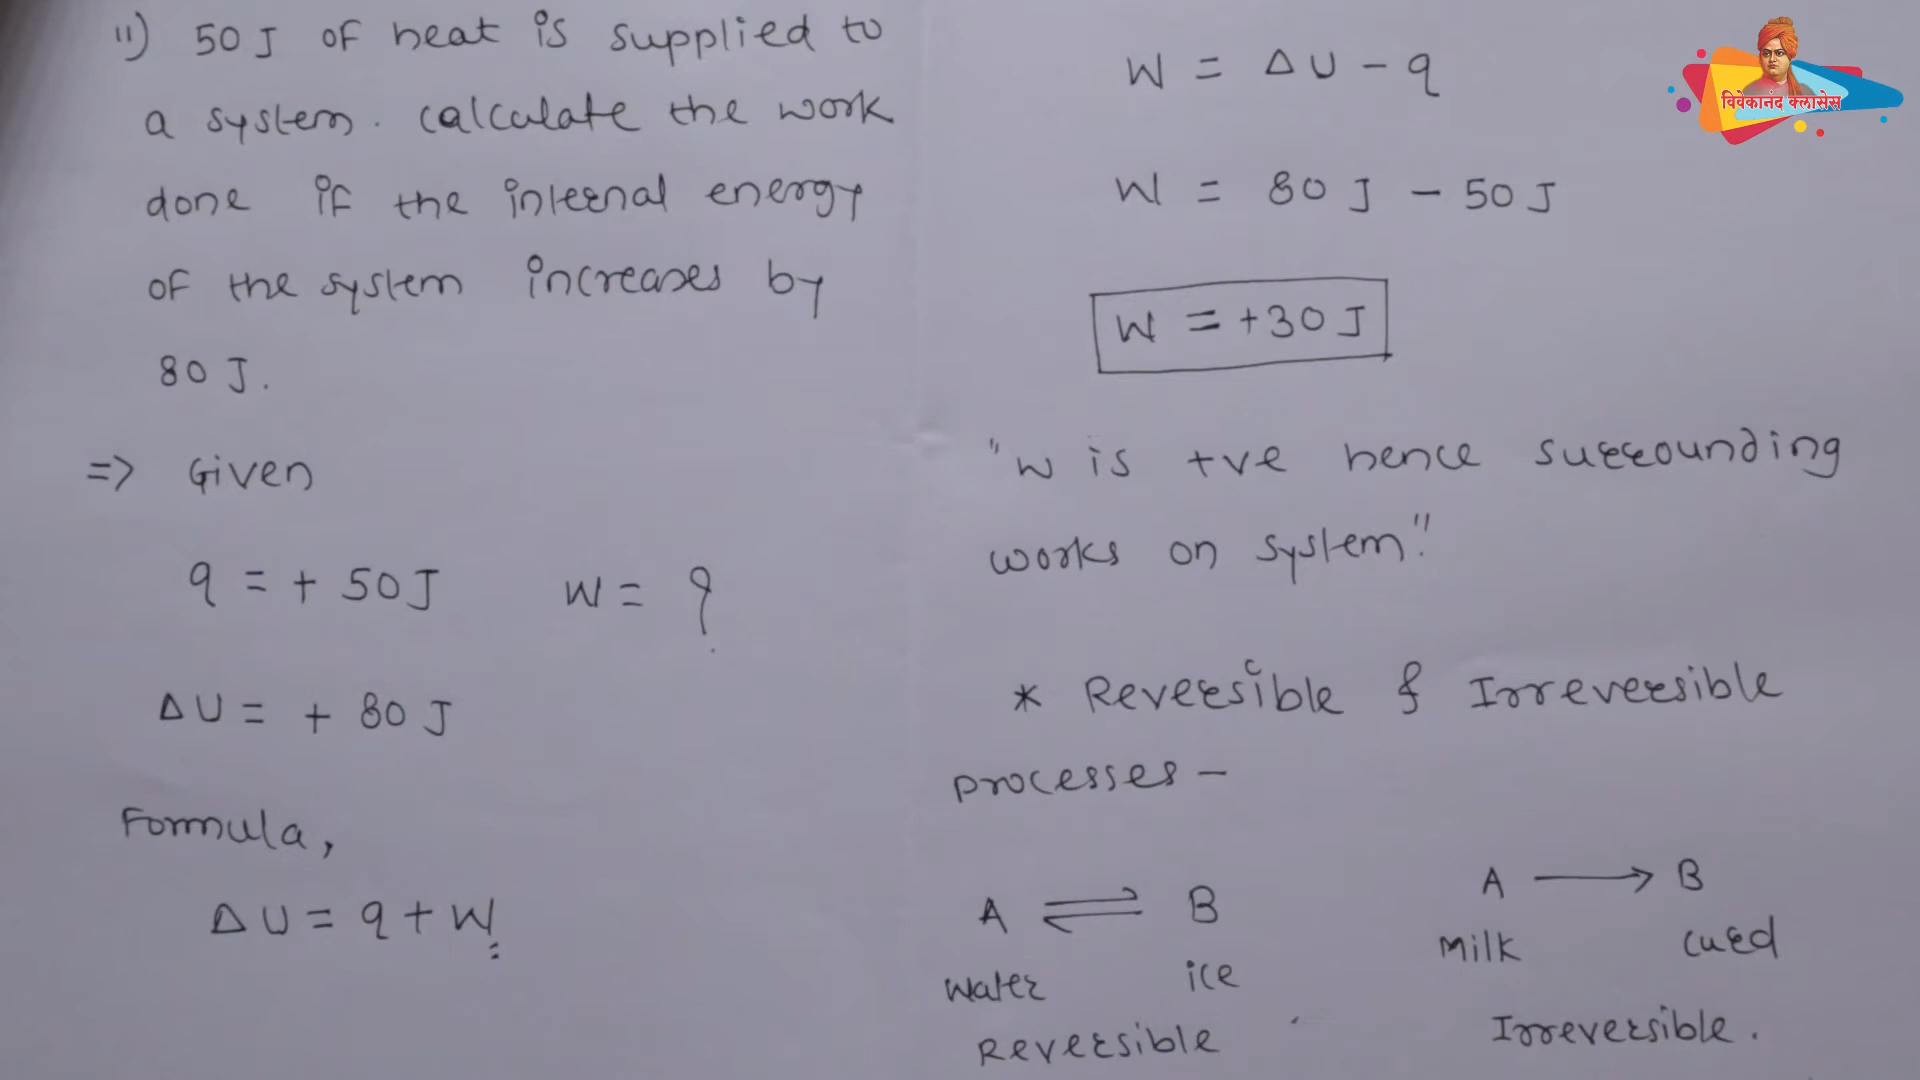 11) 50 J of heat is supplied to
a system. calculate the work
done if the internal energy
of the system increases by
80 J.
=> Given
q = + 50 J W = ?
ΔU = + 80 J
Formula,
ΔU = q + W
W = ΔU - q
W = 80 J - 50 J
W = +30 J
"W is +ve hence surrounding
works on system."
* Reversible & Irreversible
processes -
A ⇌ B
Water ice
Reversible
A ⟶ B
Milk curd
Irreversible.
विवेकानंद क्लासेस